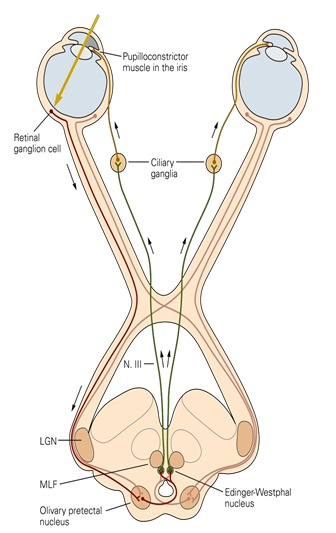 Pupilloconstrictor
muscle in the iris
Retinal
ganglion cell
Ciliary
ganglia
N. III
LGN
MLF
Edinger-Westphal
nucleus
Olivary pretectal
nucleus